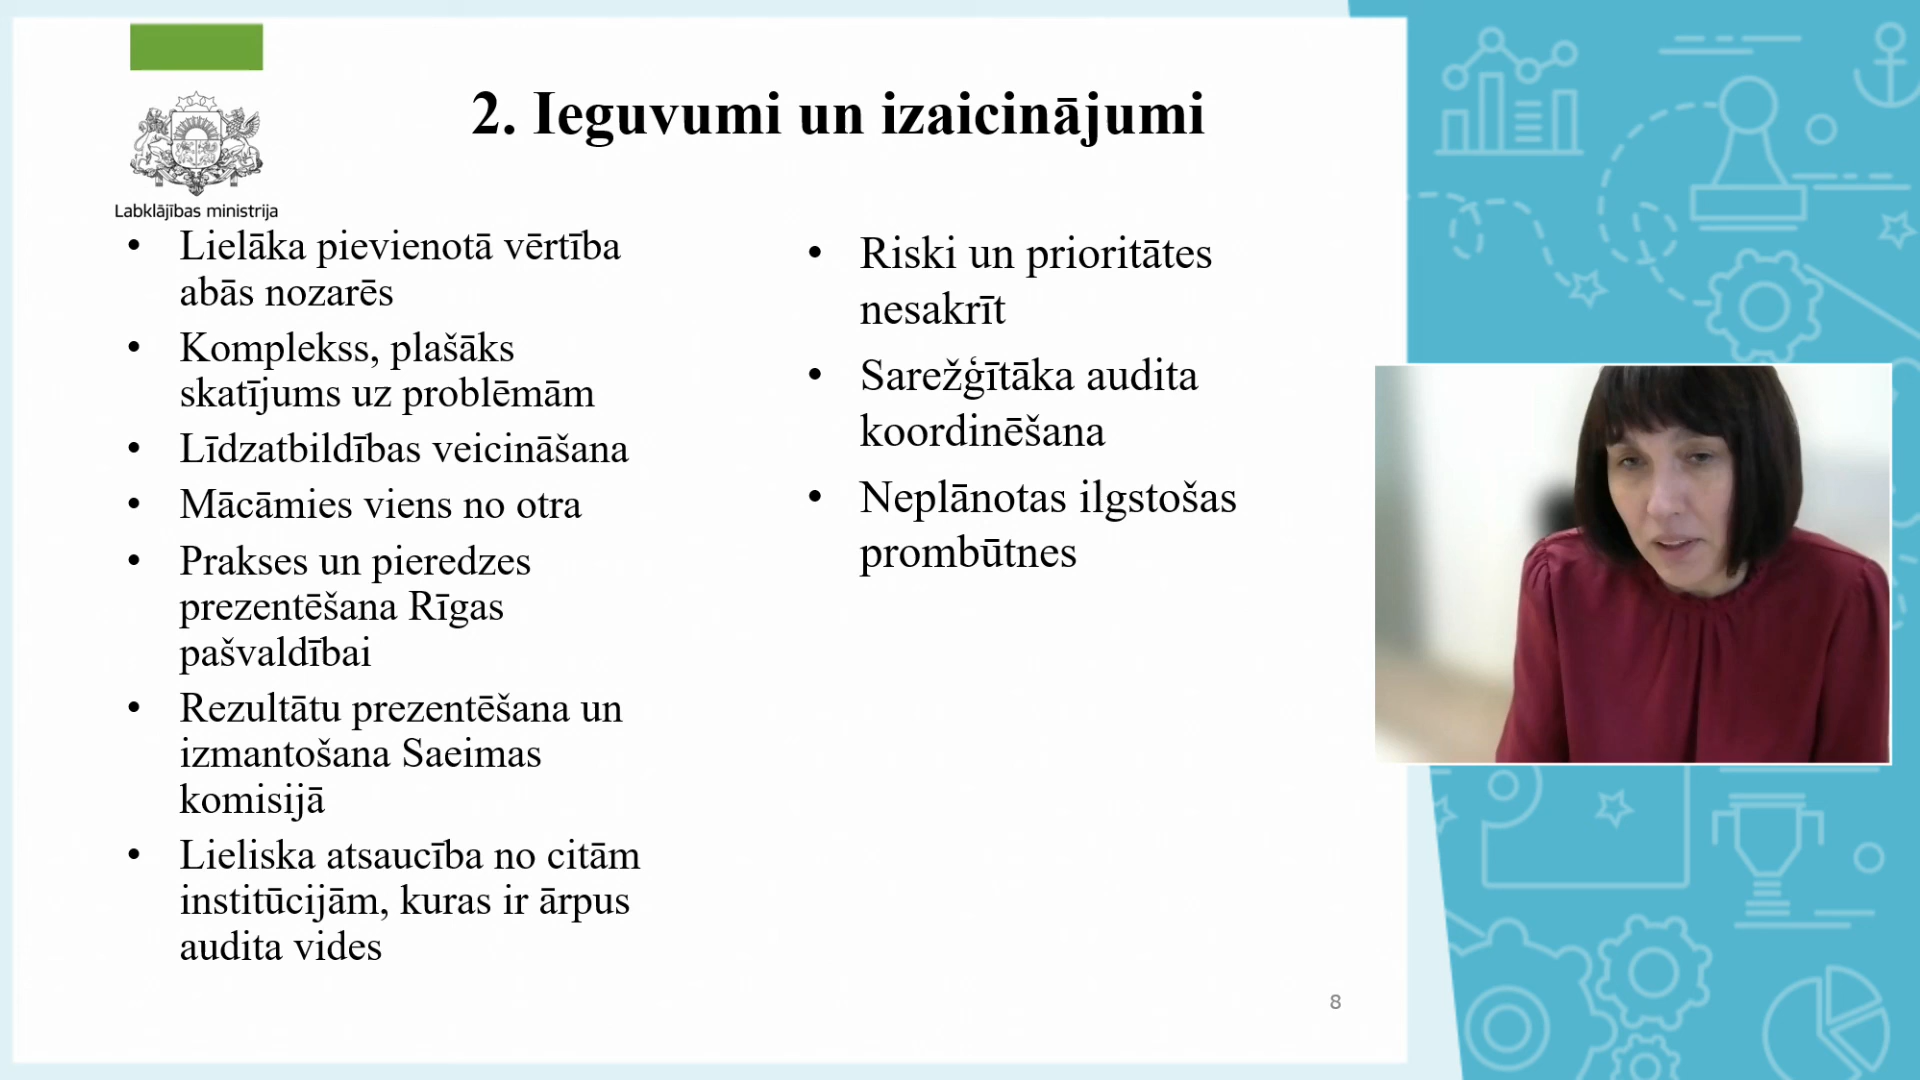 2. Ieguvumi un izaicinājumi
Labklājības ministrija
• Lielāka pievienotā vērtība
abās nozarēs
• Komplekss, plašāks
skatījums uz problēmām
• Līdzatbildības veicināšana
• Mācāmies viens no otra
• Prakses un pieredzes
prezentēšana Rīgas
pašvaldībai
• Rezultātu prezentēšana un
izmantošana Saeimas
komisijā
• Lieliska atsaucība no citām
institūcijām, kuras ir ārpus
audita vides
• Riski un prioritātes
nesakrīt
• Sarežģītāka audita
koordinēšana
• Neplānotas ilgstošas
prombūtnes
8